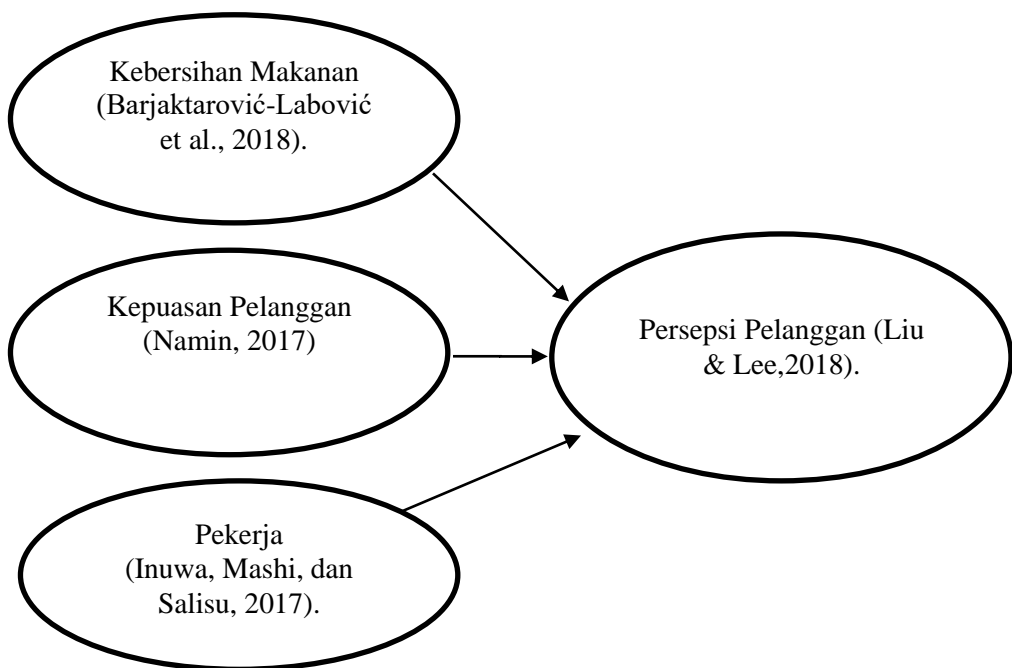 Kebersihan Makanan
(Barjaktarović-Labović
et al., 2018).
Kepuasan Pelanggan
(Namin, 2017)
Pekerja
(Inuwa, Mashi, dan
Salisu, 2017).
Persepsi Pelanggan (Liu
& Lee,2018).